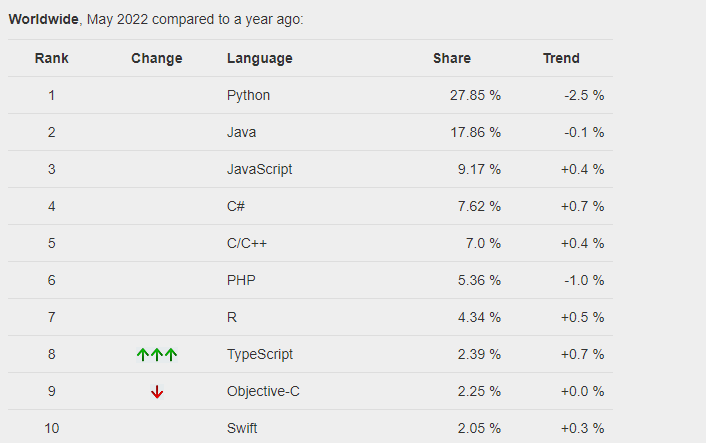 Worldwide, May 2022 compared to a year ago:
Rank Change Language Share Trend
1 Python 27.85 % -2.5 %
2 Java 17.86 % -0.1 %
3 JavaScript 9.17 % +0.4 %
4 C# 7.62 % +0.7 %
5 C/C++ 7.0 % +0.4 %
6 PHP 5.36 % -1.0 %
7 R 4.34 % +0.5 %
8 ↑↑↑ TypeScript 2.39 % +0.7 %
9 ↓ Objective-C 2.25 % +0.0 %
10 Swift 2.05 % +0.3 %